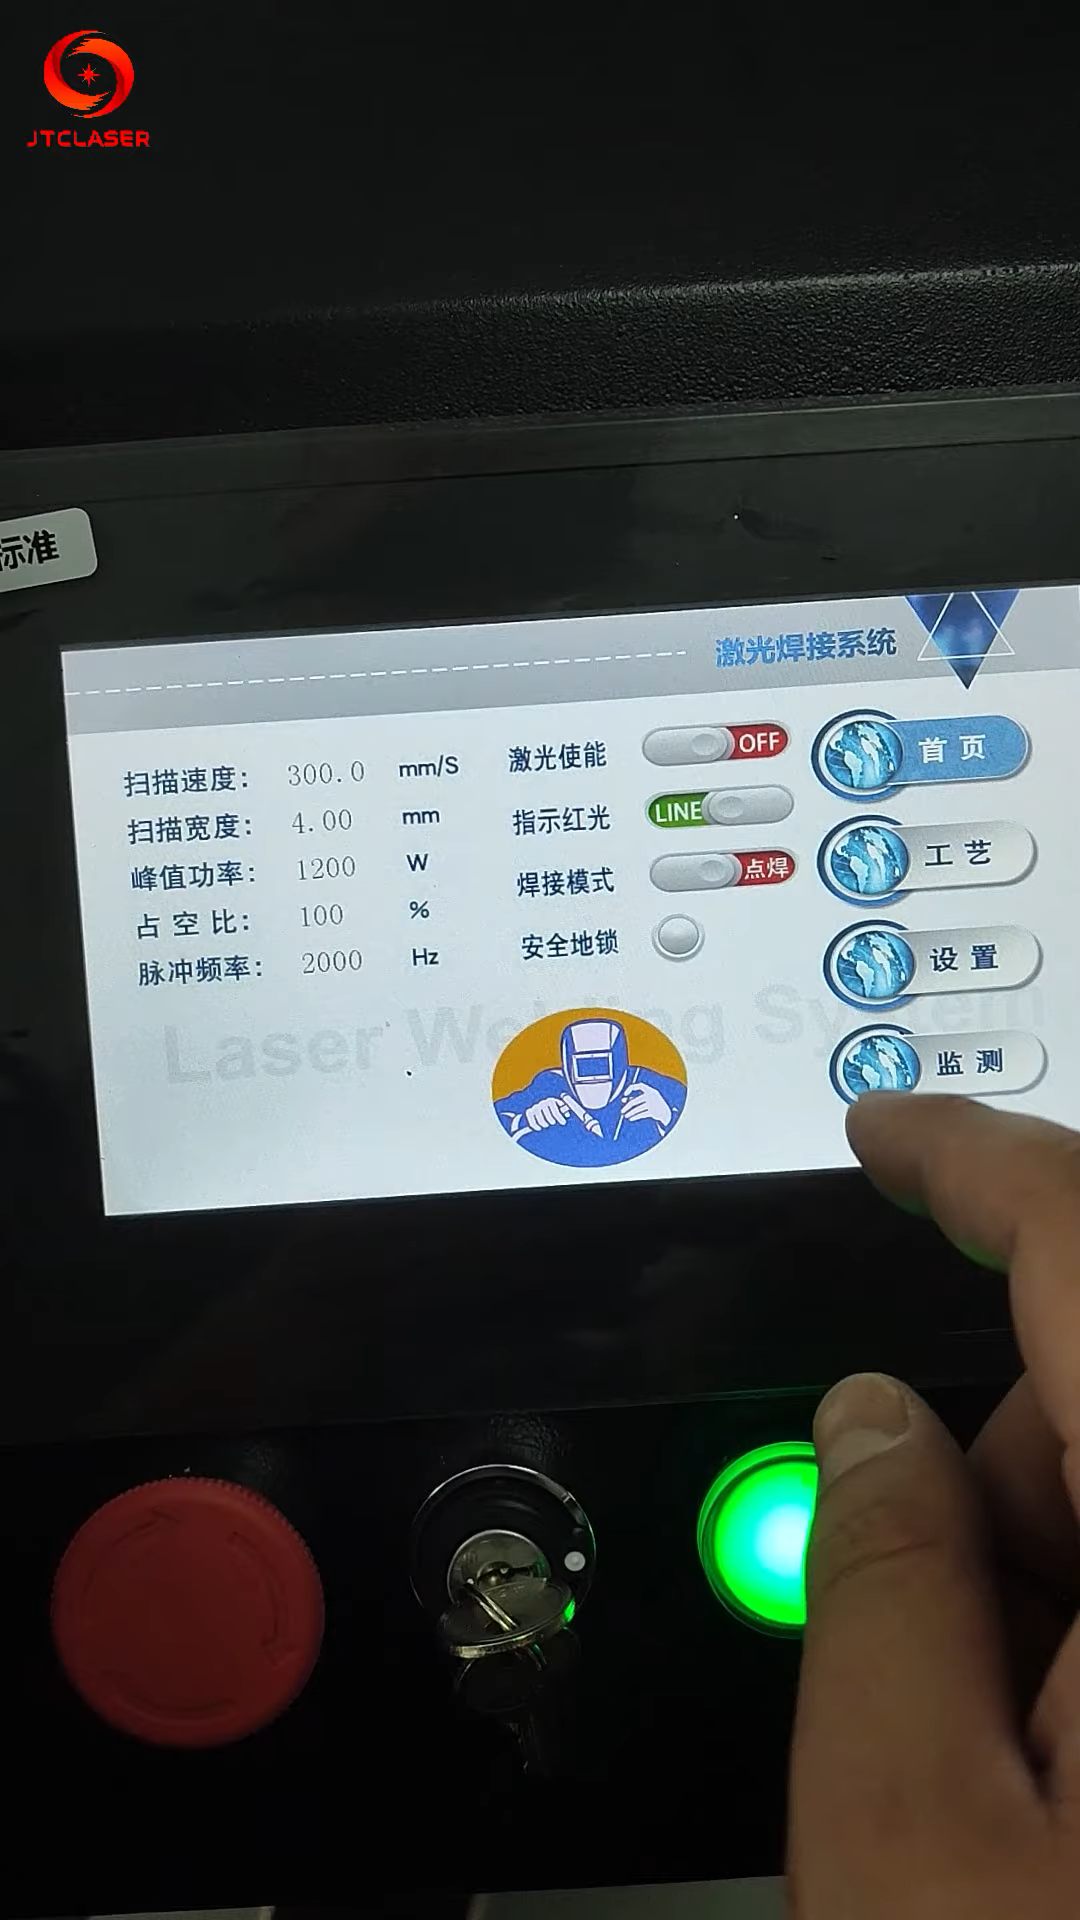 JTCLASER
标准
激光焊接系统
扫描速度: 300.0 mm/S
扫描宽度: 4.00 mm
峰值功率: 1200 W
占空比: 100 %
脉冲频率: 2000 Hz
激光使能 OFF
指示红光 LINE
焊接模式 点焊
安全地锁
首页
工艺
设置
监测
Laser Welding System